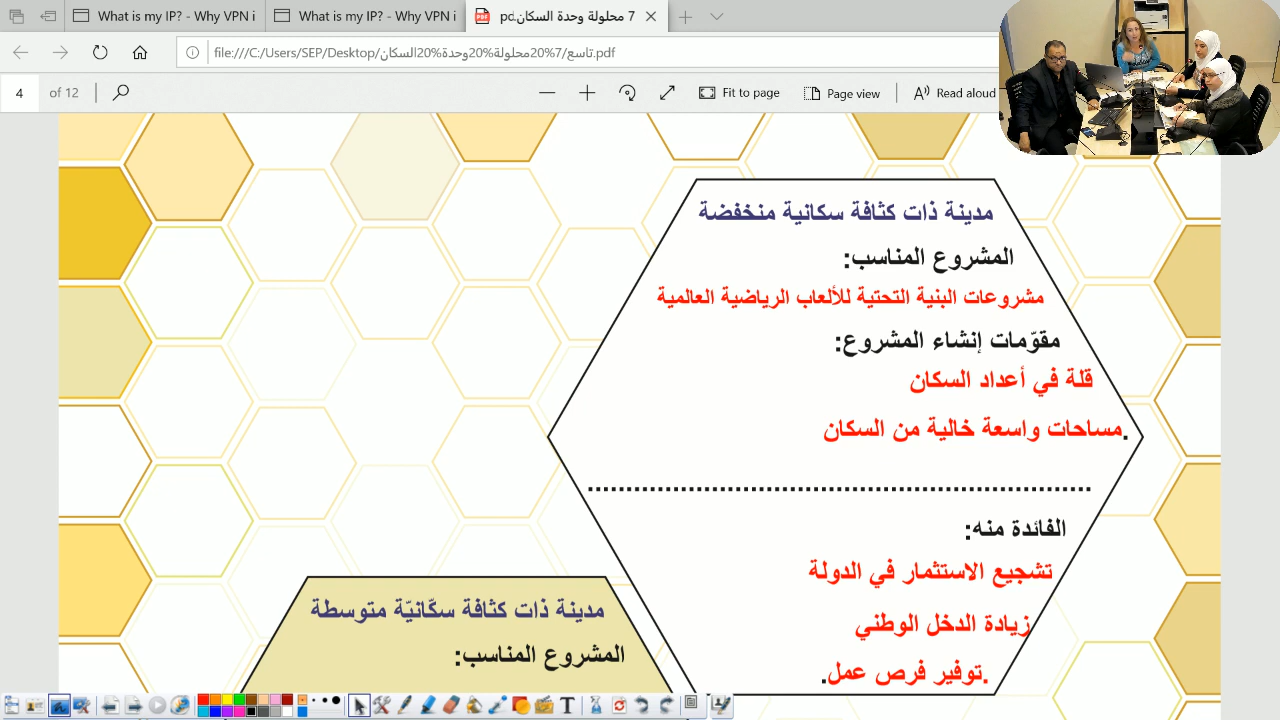 What is my IP? - Why VPN i
What is my IP? - Why VPN i
7 محلولة وحدة السكان.pd
file:///C:/Users/SEP/Desktop/تاسع/7%20محلولة%20وحدة%20السكان.pdf
4 of 12
Fit to page
Page view
Read aloud
مدينة ذات كثافة سكانية منخفضة
المشروع المناسب:
مشروعات البنية التحتية للألعاب الرياضية العالمية
مقوّمات إنشاء المشروع:
قلة في أعداد السكان
.مساحات واسعة خالية من السكان
................................................................
الفائدة منه:
تشجيع الاستثمار في الدولة
زيادة الدخل الوطني
.توفير فرص عمل.
مدينة ذات كثافة سكّانيّة متوسطة
المشروع المناسب: